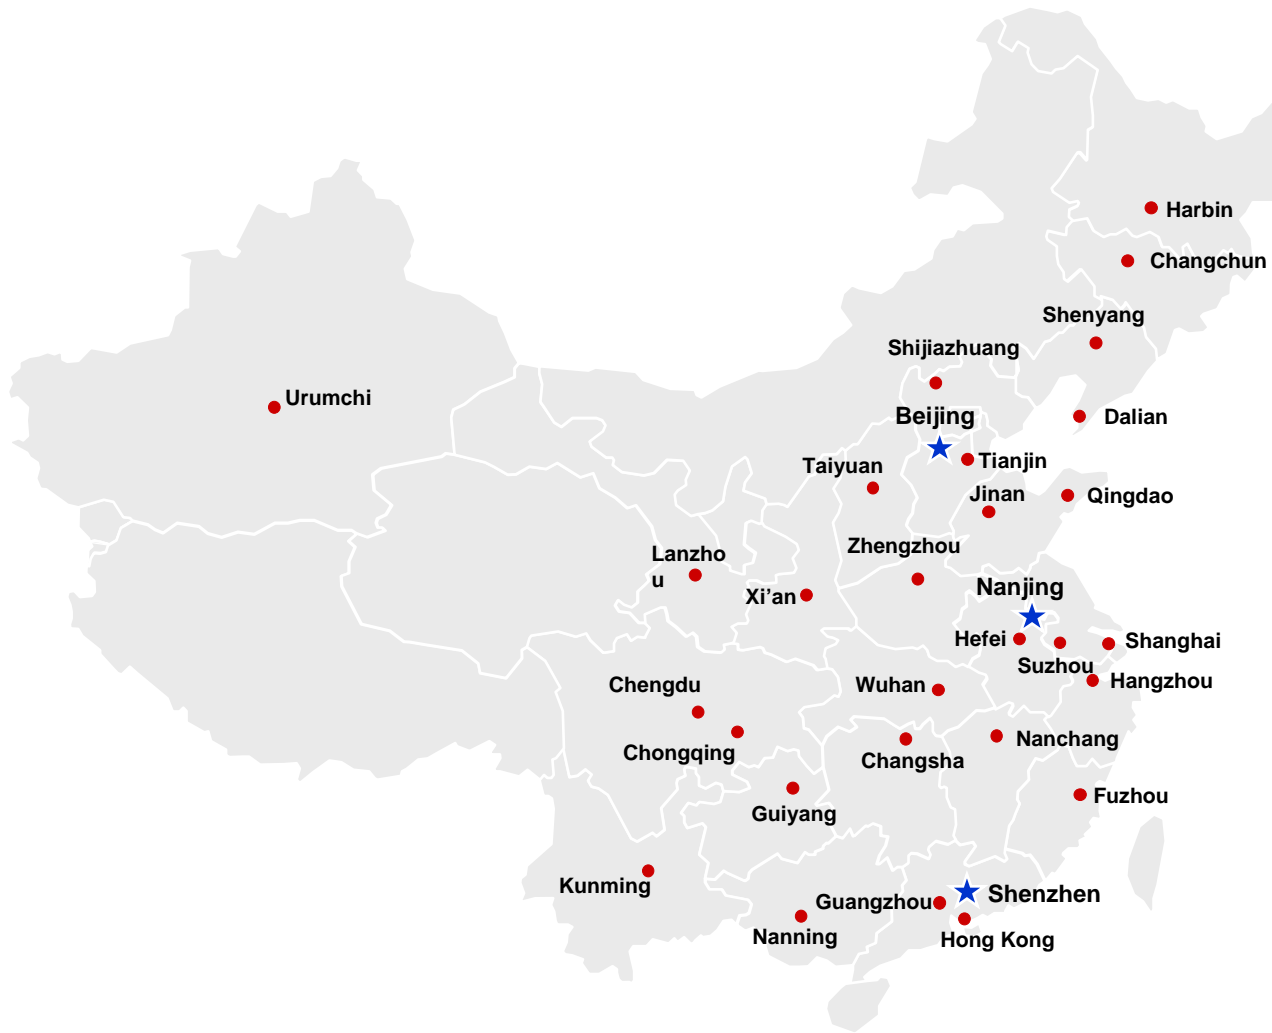 Harbin
Changchun
Shenyang
Shijiazhuang
Urumchi
Beijing
Dalian
Tianjin
Taiyuan
Jinan
Qingdao
Zhengzhou
Lanzho
u
Xi’an
Nanjing
Hefei
Shanghai
Suzhou
Hangzhou
Chengdu
Wuhan
Chongqing
Changsha
Nanchang
Guiyang
Fuzhou
Kunming
Guangzhou
Shenzhen
Nanning
Hong Kong